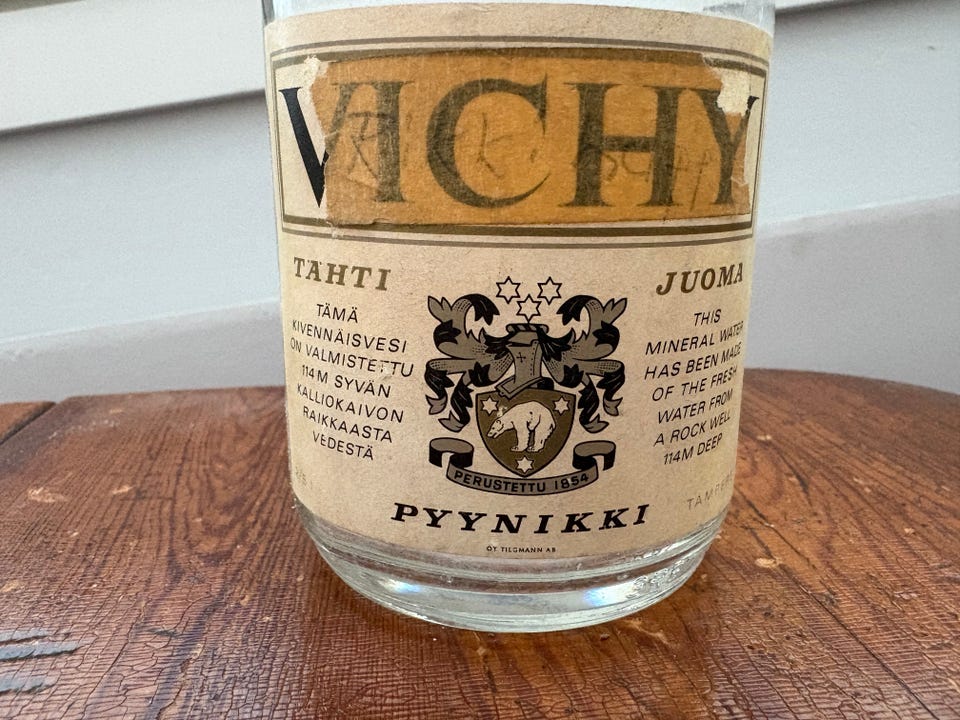 VICHY
TÄHTI
TÄMÄ
KIVENNÄISVESI
ON VALMISTETTU
114M SYVÄN
KALLIOKAIVON
RAIKKAASTA
VEDESTÄ
PERUSTETTU 1854
JUOMA
THIS
MINERAL WATER
HAS BEEN MADE
OF THE FRESH
WATER FROM
A ROCK WELL
114M DEEP
PYYNIKKI
OY TILGMANN AB